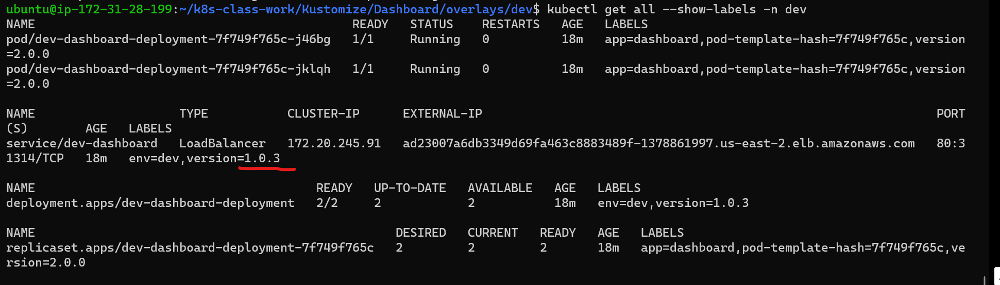 ubuntu@ip-172-31-28-199:~/k8s-class-work/Kustomize/Dashboard/overlays/dev$ kubectl get all --show-labels -n dev
NAME                                            READY   STATUS    RESTARTS   AGE   LABELS
pod/dev-dashboard-deployment-7f749f765c-j46bg   1/1     Running   0          18m   app=dashboard,pod-template-hash=7f749f765c,version
=2.0.0
pod/dev-dashboard-deployment-7f749f765c-jklqh   1/1     Running   0          18m   app=dashboard,pod-template-hash=7f749f765c,version
=2.0.0

NAME                    TYPE           CLUSTER-IP      EXTERNAL-IP                                                               PORT
(S)        AGE   LABELS
service/dev-dashboard   LoadBalancer   172.20.245.91   ad23007a6db3349d69fa463c8883489f-1378861997.us-east-2.elb.amazonaws.com   80:3
1314/TCP   18m   env=dev,version=1.0.3

NAME                                       READY   UP-TO-DATE   AVAILABLE   AGE   LABELS
deployment.apps/dev-dashboard-deployment   2/2     2            2           18m   env=dev,version=1.0.3

NAME                                                  DESIRED   CURRENT   READY   AGE   LABELS
replicaset.apps/dev-dashboard-deployment-7f749f765c   2         2         2       18m   app=dashboard,pod-template-hash=7f749f765c,ve
rsion=2.0.0